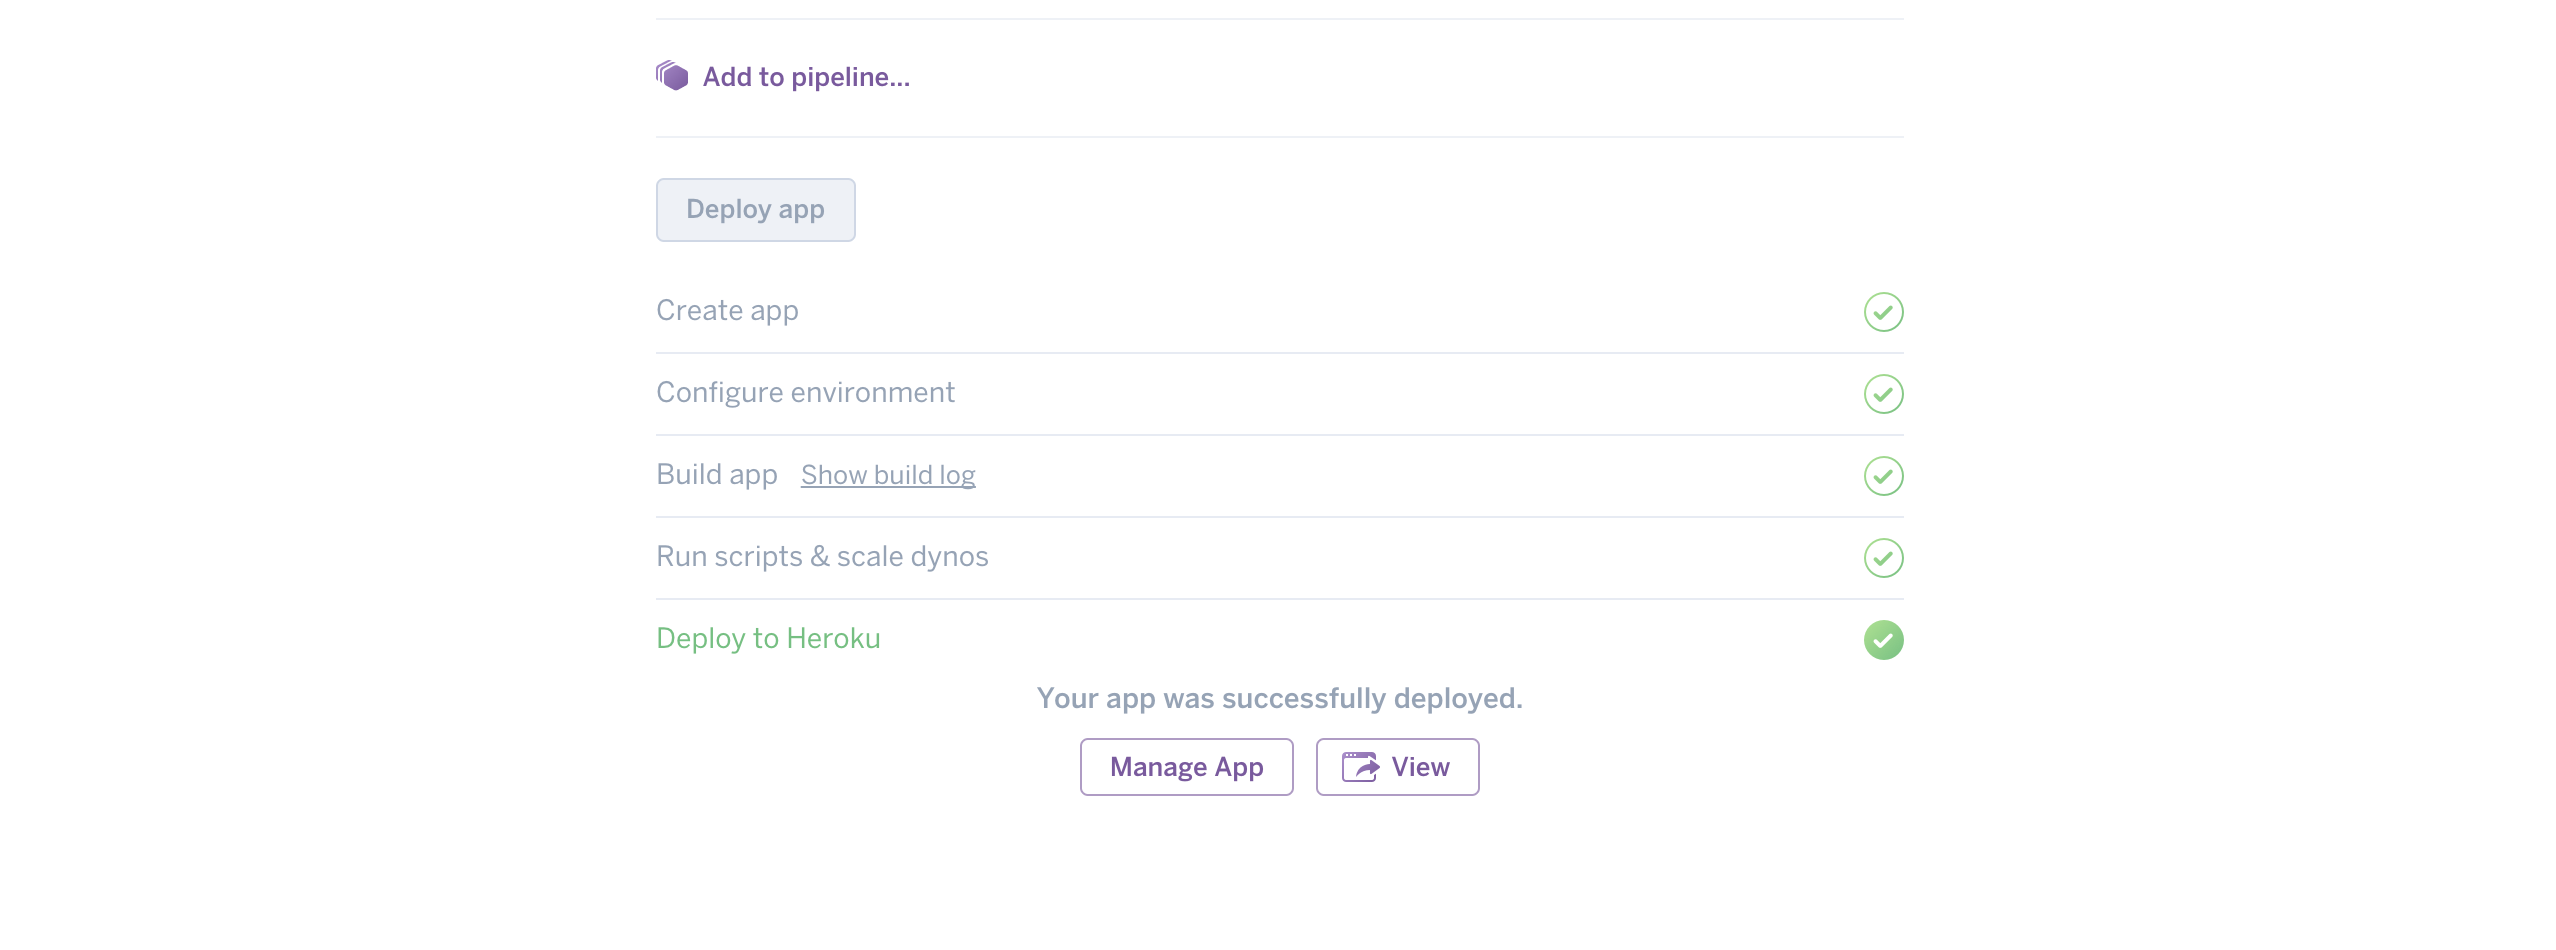 Add to pipeline...
Deploy app
Create app
Configure environment
Build app Show build log
Run scripts & scale dynos
Deploy to Heroku
Your app was successfully deployed.
Manage App View